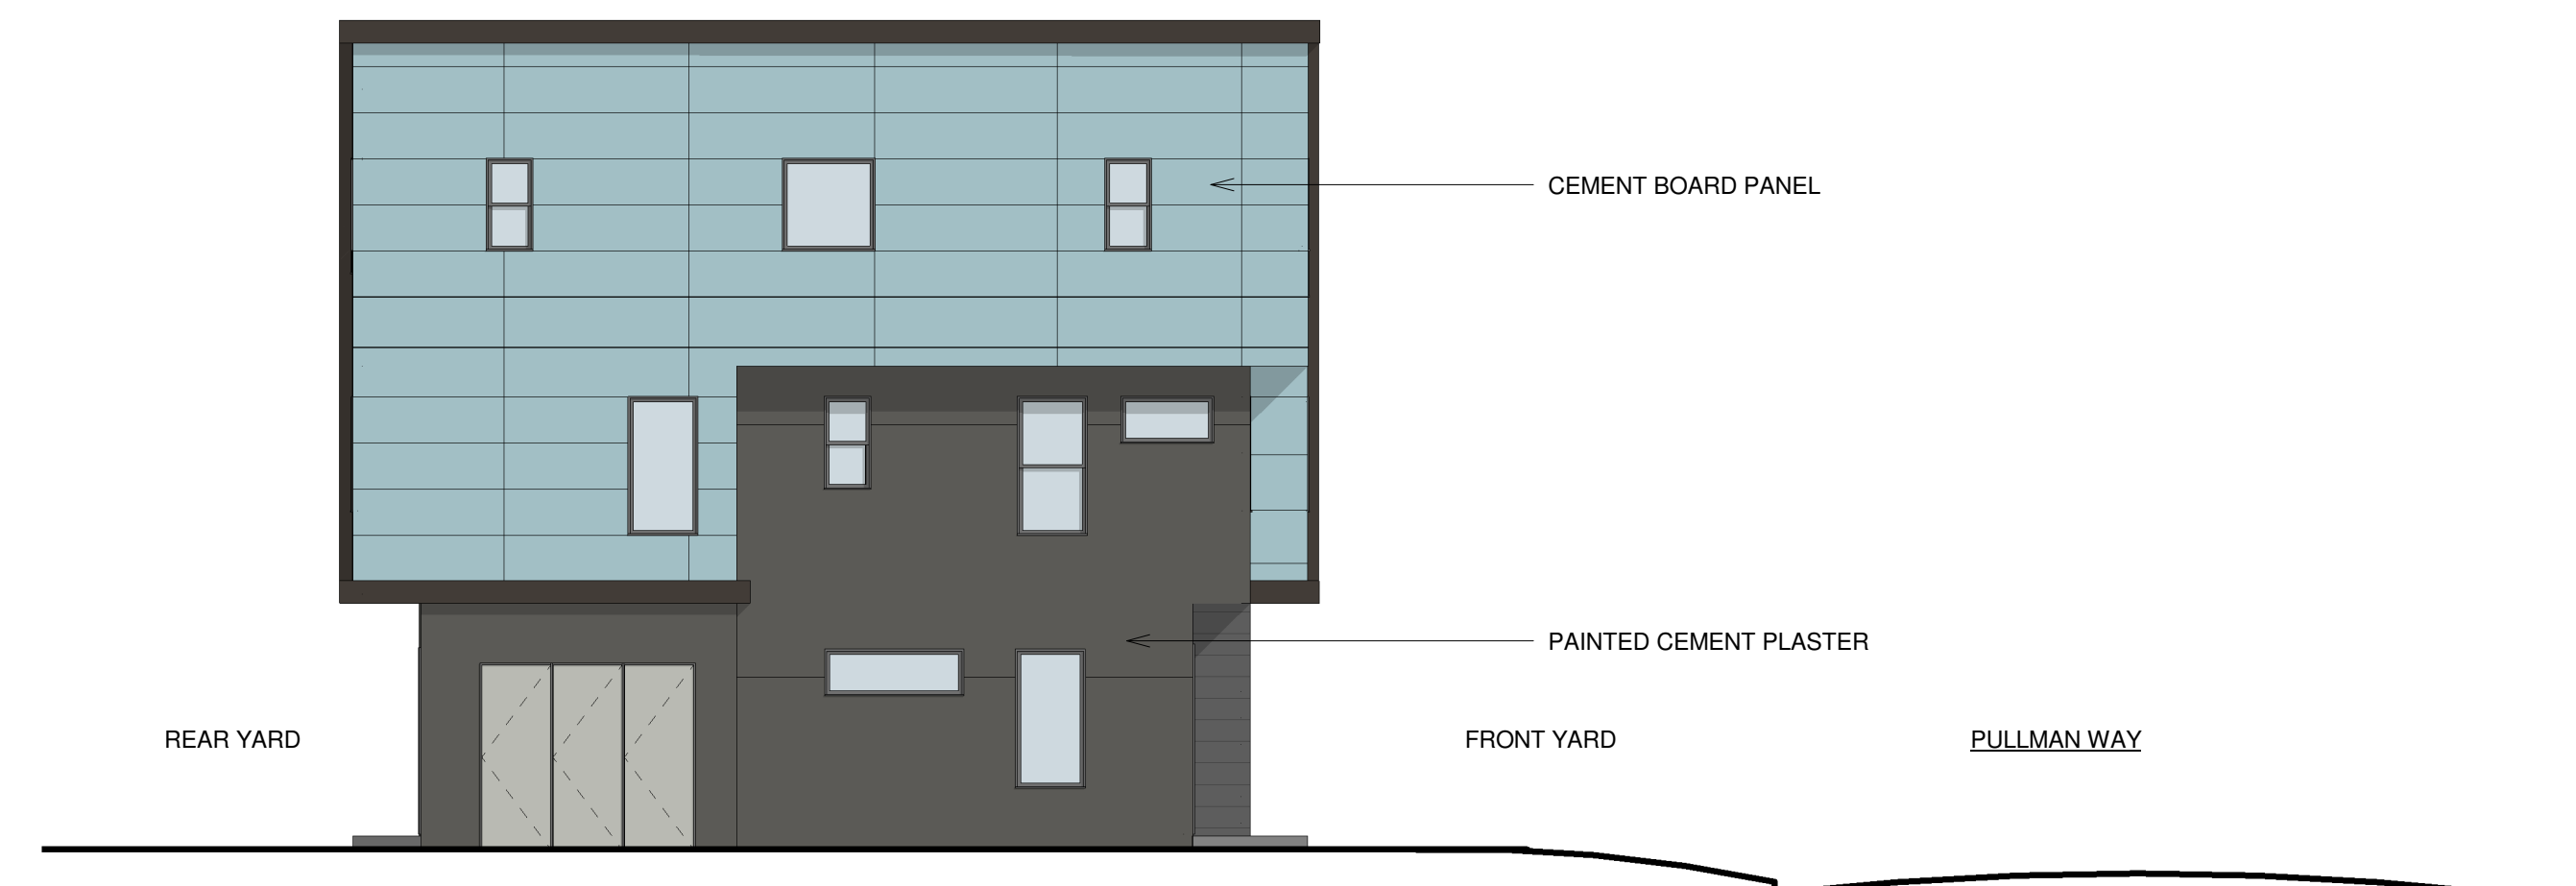 CEMENT BOARD PANEL
PAINTED CEMENT PLASTER
REAR YARD
FRONT YARD
PULLMAN WAY